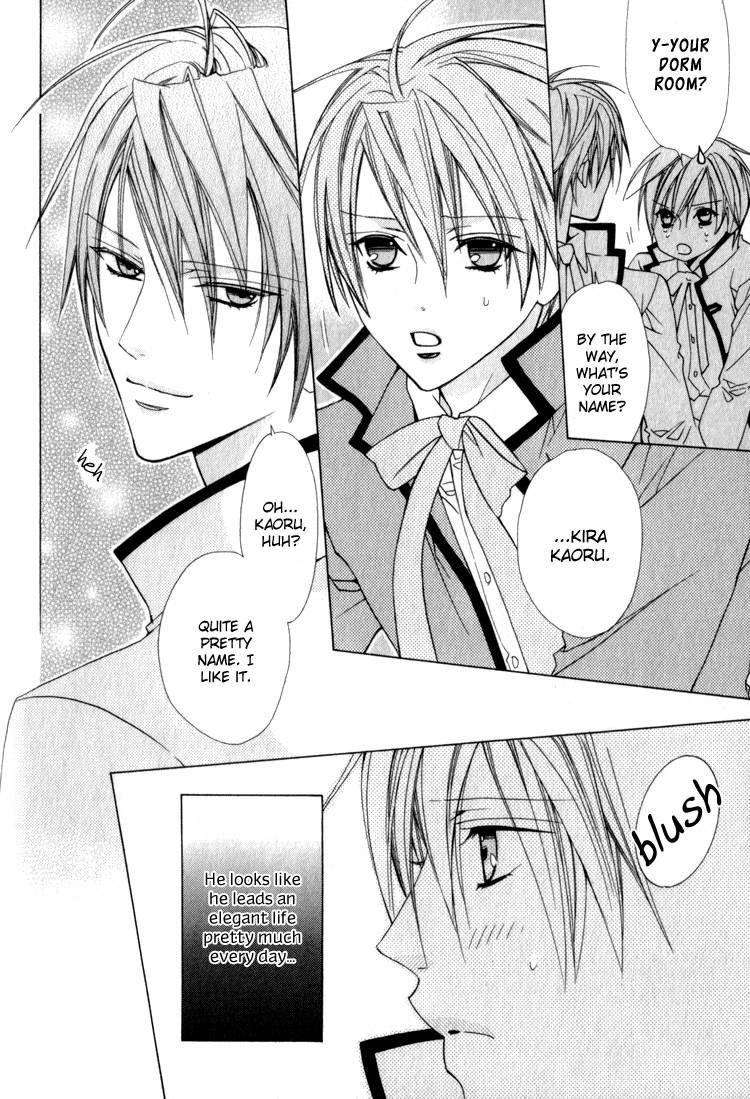 Y-YOUR
DORM
ROOM?
BY THE
WAY,
WHAT'S
YOUR
NAME?
...KIRA
KAORU.
OH...
KAORU,
HUH?
QUITE A
PRETTY
NAME. I
LIKE IT.
heh
blush
He looks like
he leads an
elegant life
pretty much
every day...